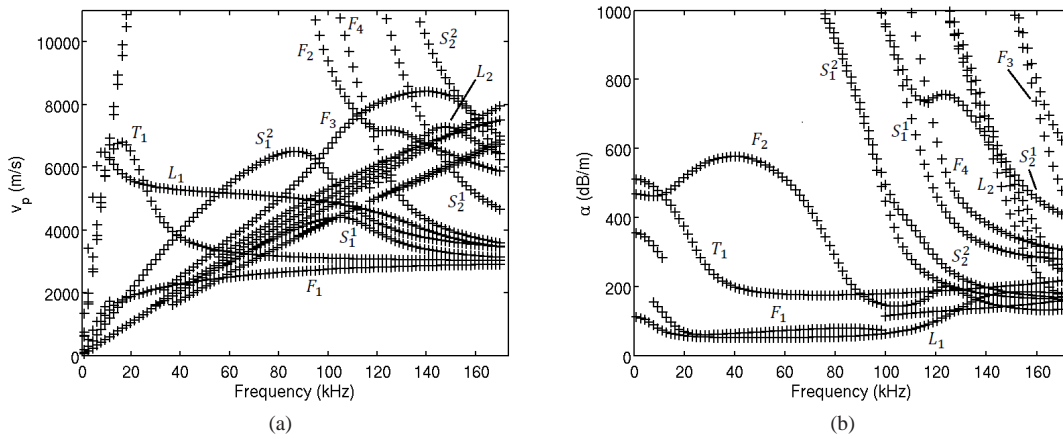 10000
8000
6000
4000
2000
0
v_p (m/s)
0 20 40 60 80 100 120 140 160
Frequency (kHz)
T_1
L_1
S_1^2
F_2
F_4
F_3
S_2^2
L_2
S_2^1
S_1^1
F_1
(a)
1000
800
600
400
200
0
α (dB/m)
0 20 40 60 80 100 120 140 160
Frequency (kHz)
S_1^2
F_2
S_1^1
F_3
F_4
S_2^1
L_2
T_1
S_2^2
F_1
L_1
(b)